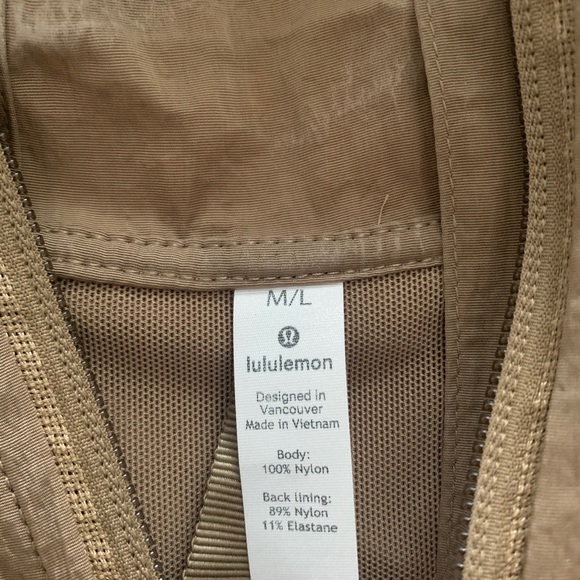 M/L
lululemon
Designed in
Vancouver
Made in Vietnam
Body:
100% Nylon
Back lining:
89% Nylon
11% Elastane